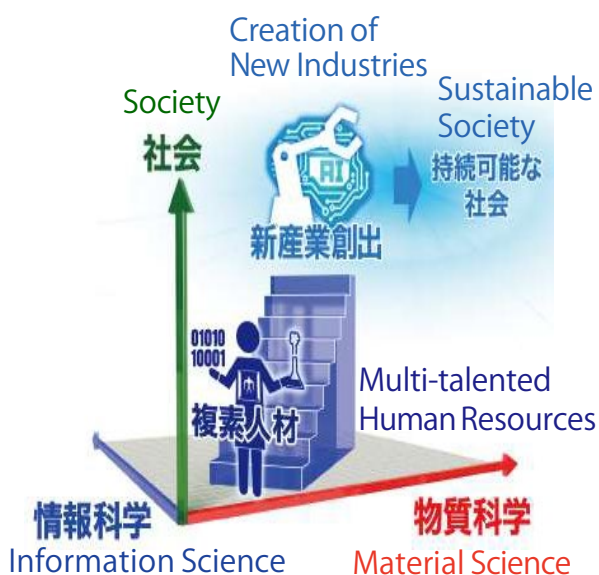 Creation of
New Industries
Sustainable
Society
Society
社会
AI
持続可能な
社会
新産業創出
01010
10001
複素人材
Multi-talented
Human Resources
情報科学
Information Science
物質科学
Material Science